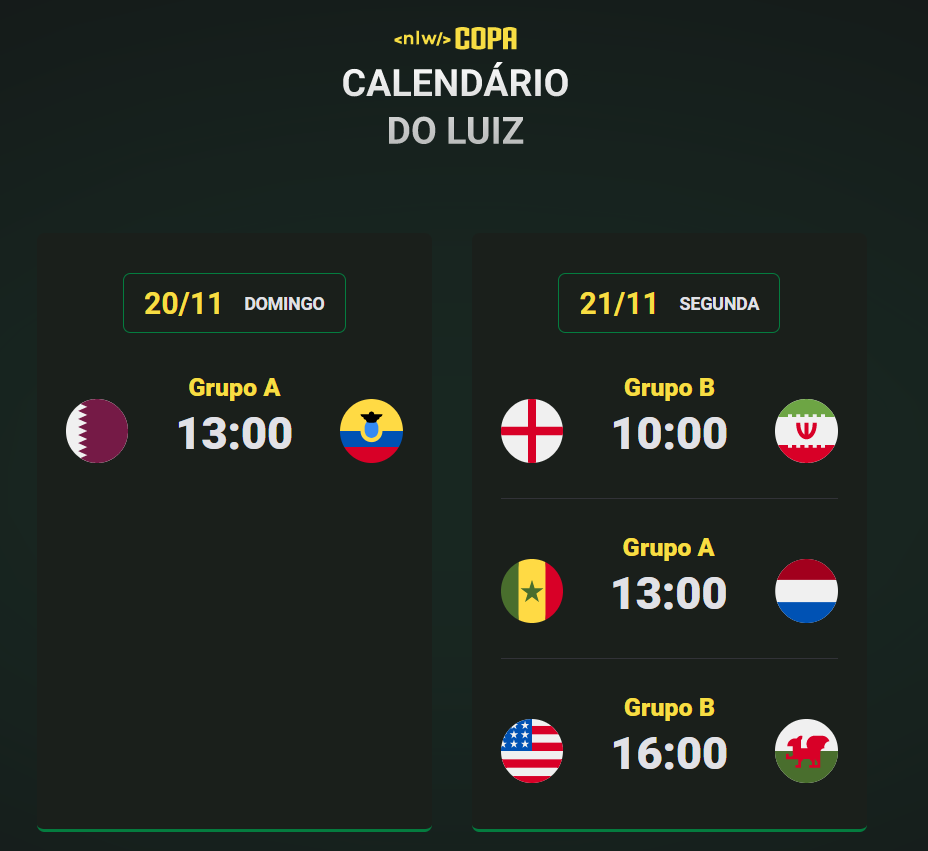 <nlw/> COPA
CALENDÁRIO
DO LUIZ
20/11 DOMINGO
Grupo A
13:00
21/11 SEGUNDA
Grupo B
10:00
Grupo A
13:00
Grupo B
16:00